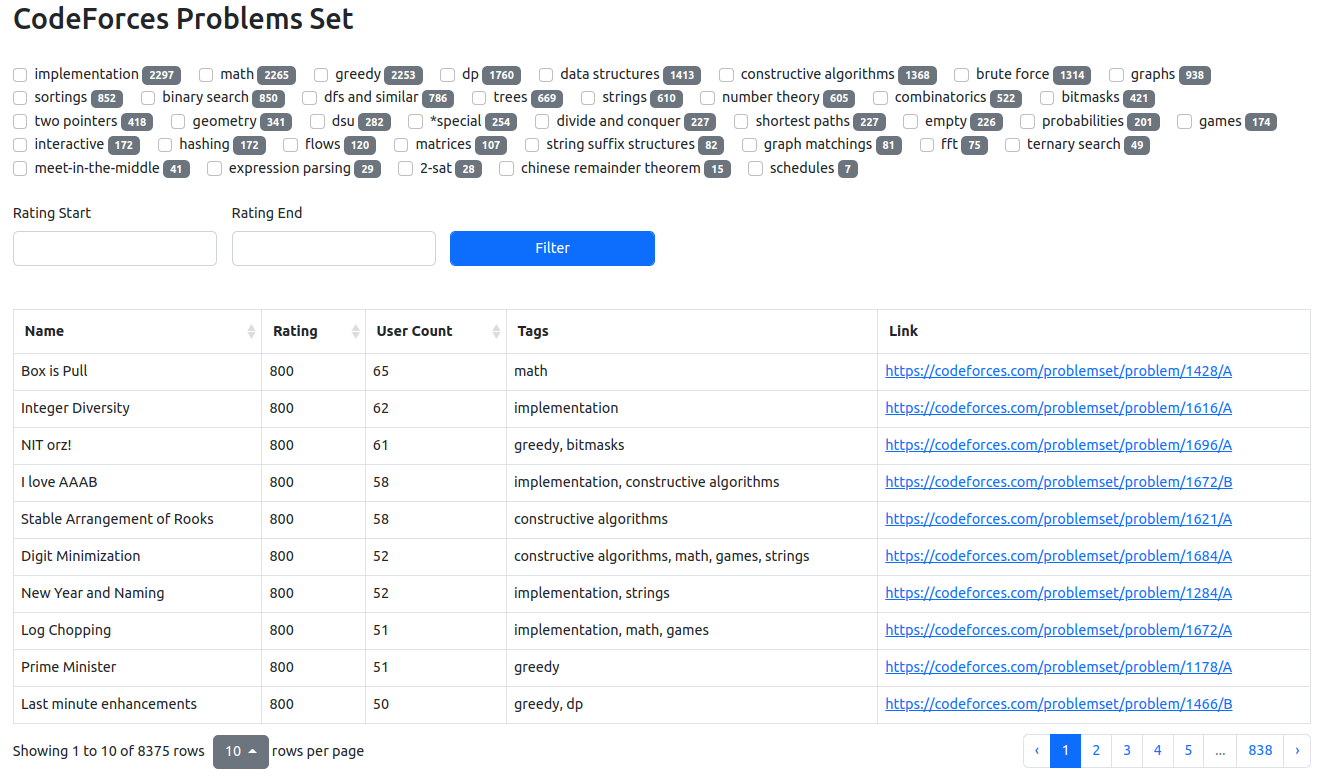 CodeForces Problems Set
implementation 2297 math 2265 greedy 2253 dp 1760 data structures 1413 constructive algorithms 1368 brute force 1314 graphs 938
sortings 852 binary search 850 dfs and similar 786 trees 669 strings 610 number theory 605 combinatorics 522 bitmasks 421
two pointers 418 geometry 341 dsu 282 *special 254 divide and conquer 227 shortest paths 227 empty 226 probabilities 201 games 174
interactive 172 hashing 172 flows 120 matrices 107 string suffix structures 82 graph matchings 81 fft 75 ternary search 49
meet-in-the-middle 41 expression parsing 29 2-sat 28 chinese remainder theorem 15 schedules 7
Rating Start Rating End
Filter
Name Rating User Count Tags Link
Box is Pull 800 65 math https://codeforces.com/problemset/problem/1428/A
Integer Diversity 800 62 implementation https://codeforces.com/problemset/problem/1616/A
NIT orz! 800 61 greedy, bitmasks https://codeforces.com/problemset/problem/1696/A
I love AAAB 800 58 implementation, constructive algorithms https://codeforces.com/problemset/problem/1672/B
Stable Arrangement of Rooks 800 58 constructive algorithms https://codeforces.com/problemset/problem/1621/A
Digit Minimization 800 52 constructive algorithms, math, games, strings https://codeforces.com/problemset/problem/1684/A
New Year and Naming 800 52 implementation, strings https://codeforces.com/problemset/problem/1284/A
Log Chopping 800 51 implementation, math, games https://codeforces.com/problemset/problem/1672/A
Prime Minister 800 51 greedy https://codeforces.com/problemset/problem/1178/A
Last minute enhancements 800 50 greedy, dp https://codeforces.com/problemset/problem/1466/B
Showing 1 to 10 of 8375 rows 10 rows per page ‹ 1 2 3 4 5 ... 838 ›